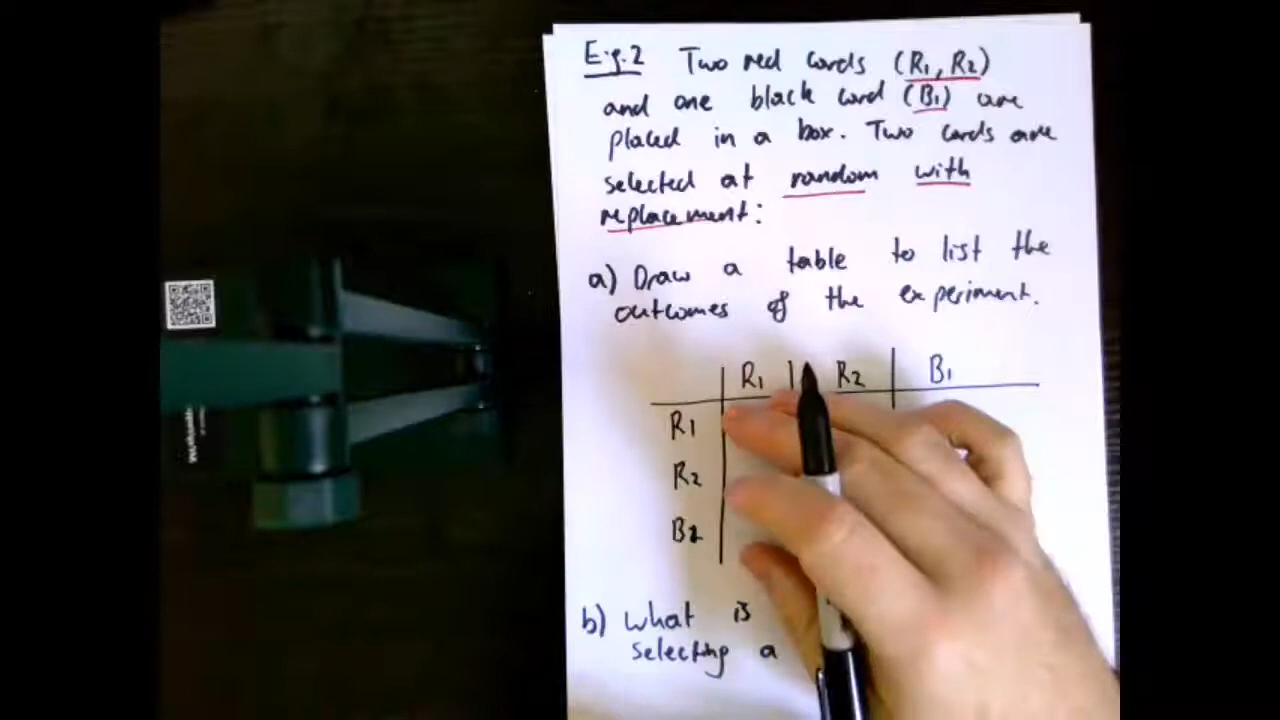 E.g.2 Two red cards (R1, R2)
and one black card (B1) are
placed in a box. Two cards are
selected at random with
replacement:
a) Draw a table to list the
outcomes of the experiment.
R1 R2 B1
R1
R2
b) what is
selecting a